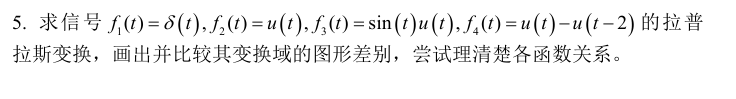 5. 求信号 f₁(t)=δ(t), f₂(t)=u(t), f₃(t)=sin(t)u(t), f₄(t)=u(t)−u(t−2) 的拉普
拉斯变换，画出并比较其变换域的图形差别，尝试理清楚各函数关系。